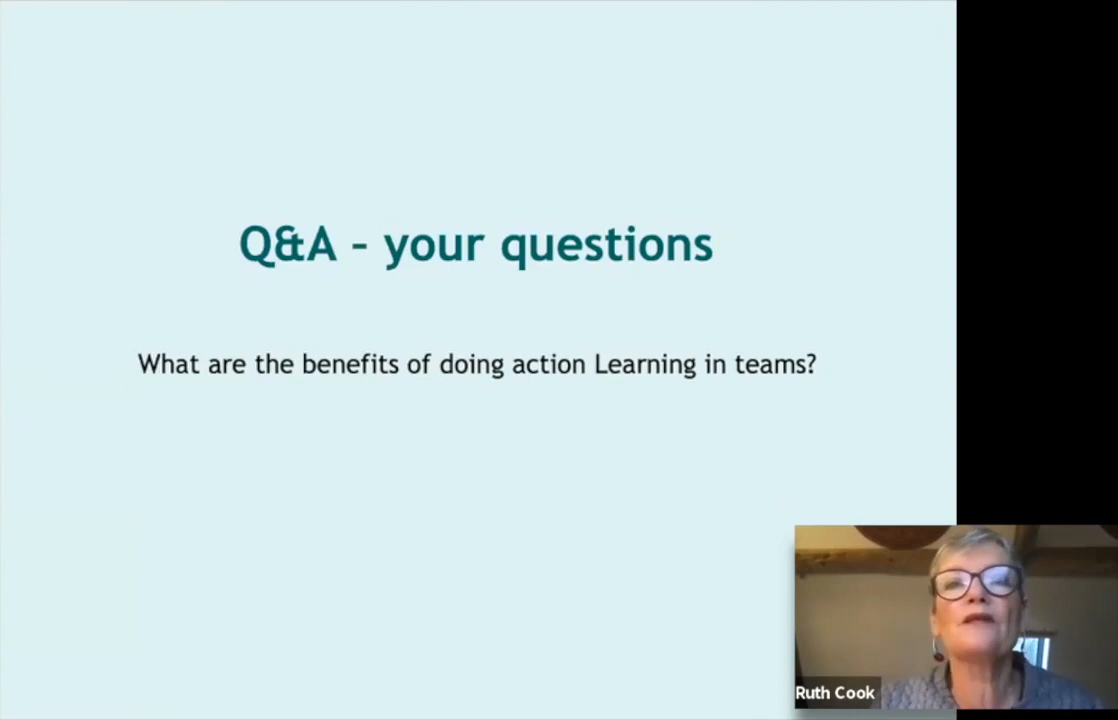 Q&A – your questions
What are the benefits of doing action Learning in teams?
Ruth Cook